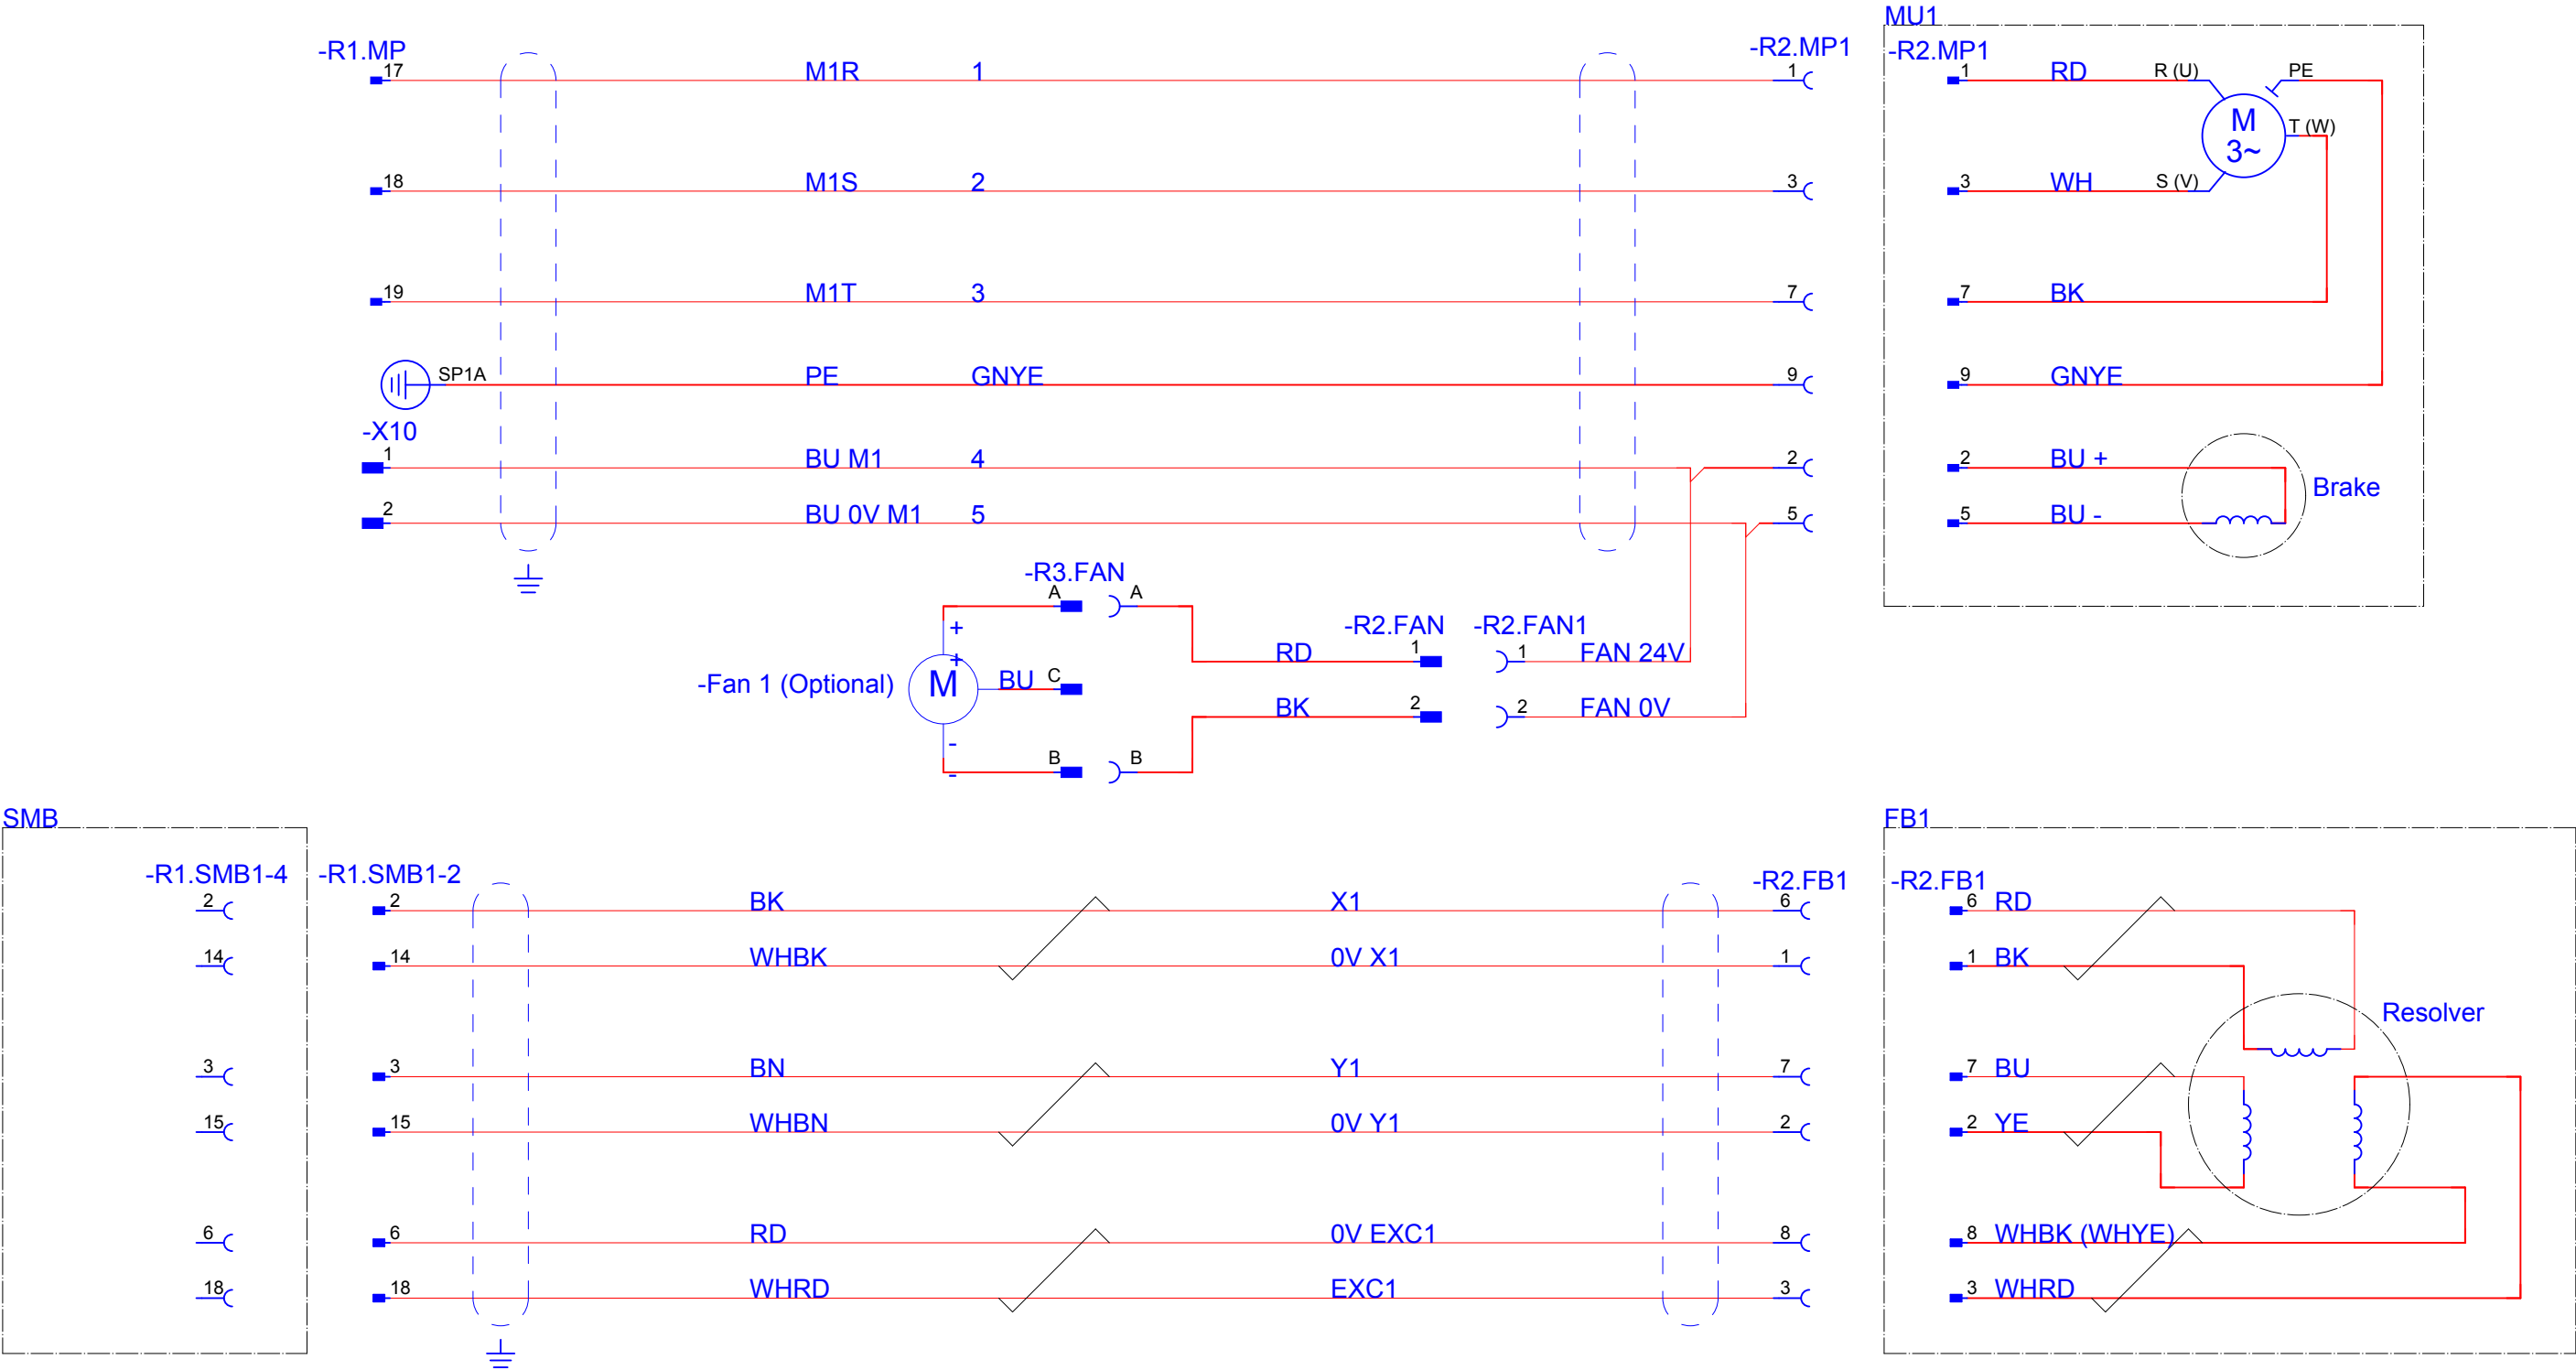 MU1
-R1.MP -R2.MP1 -R2.MP1
17 M1R 1 1 1 RD R (U) PE
M
3~
T (W)
18 M1S 2 3 3 WH S (V)
19 M1T 3 7 7 BK
SP1A PE GNYE 9 9 GNYE
-X10
1 BU M1 4 2 2 BU +
Brake
2 BU 0V M1 5 5 5 BU -
-R3.FAN
A A
+
-R2.FAN -R2.FAN1
+
RD 1 1 FAN 24V
-Fan 1 (Optional) M BU C
BK 2 2 FAN 0V
-
B B
-
SMB FB1
-R1.SMB1-4 -R1.SMB1-2 -R2.FB1 -R2.FB1
2 2 BK X1 6 6 RD
14 14 WHBK 0V X1 1 1 BK
Resolver
3 3 BN Y1 7 7 BU
15 15 WHBN 0V Y1 2 2 YE
6 6 RD 0V EXC1 8 8 WHBK (WHYE)
18 18 WHRD EXC1 3 3 WHRD